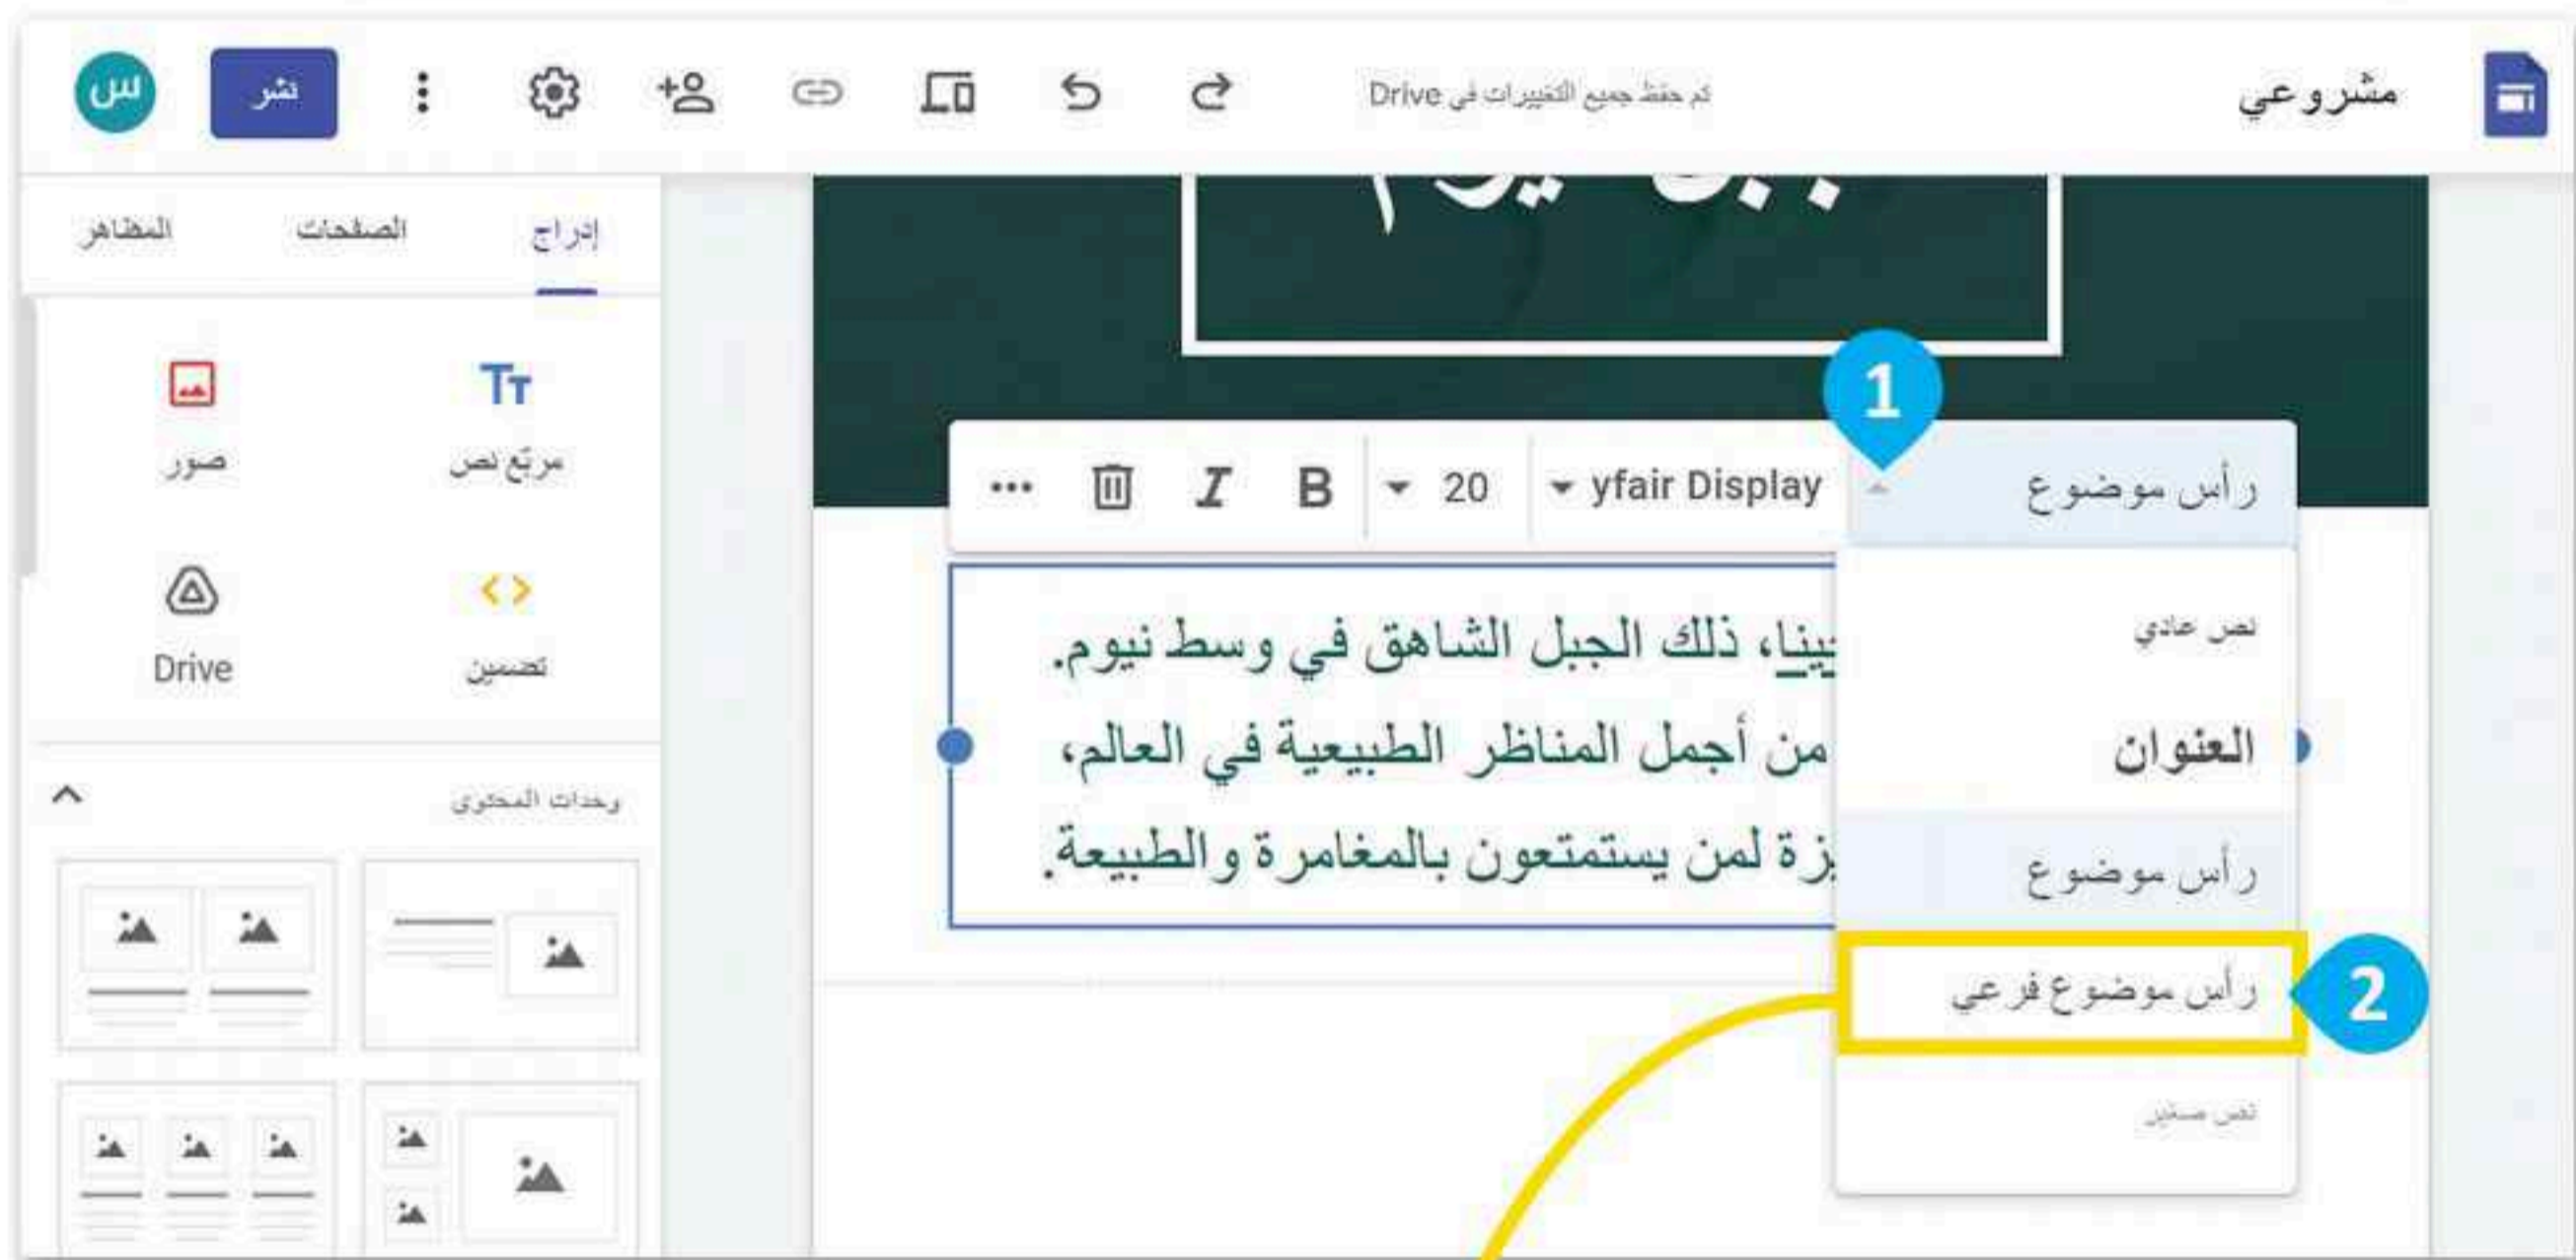 مشروعي
تم حفظ جميع التغييرات في Drive
نشر
س
إدراج
الصفحات
المظاهر
مربّع نص
صور
تضمين
Drive
وحدات المحتوى
1
رأس موضوع
yfair Display
20
B
I
نص عادي
العنوان
رأس موضوع
رأس موضوع فرعي
2
نص صغير
، ذلك الجبل الشاهق في وسط نيوم.
من أجمل المناظر الطبيعية في العالم،
لمن يستمتعون بالمغامرة والطبيعة.